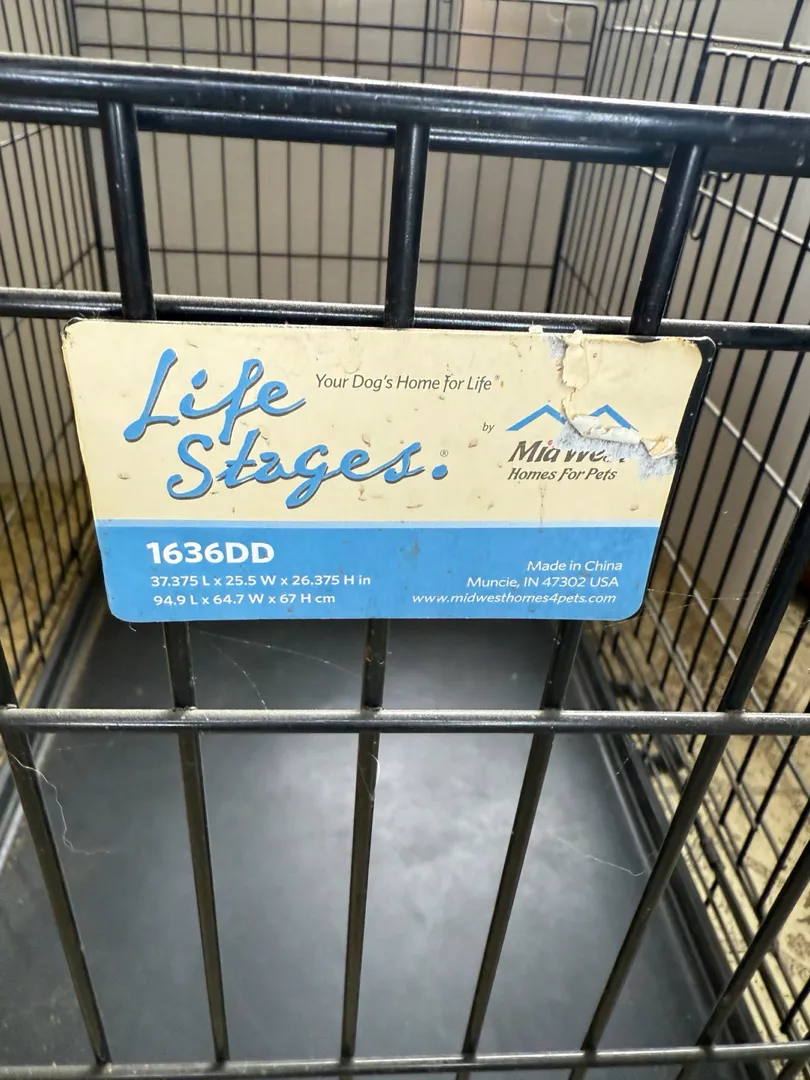 Life
Your Dog's Home for Life®
Stages.®
by
Homes For Pets
1636DD
37.375 L x 25.5 W x 26.375 H in
94.9 L x 64.7 W x 67 H cm
Made in China
Muncie, IN 47302 USA
www.midwesthomes4pets.com